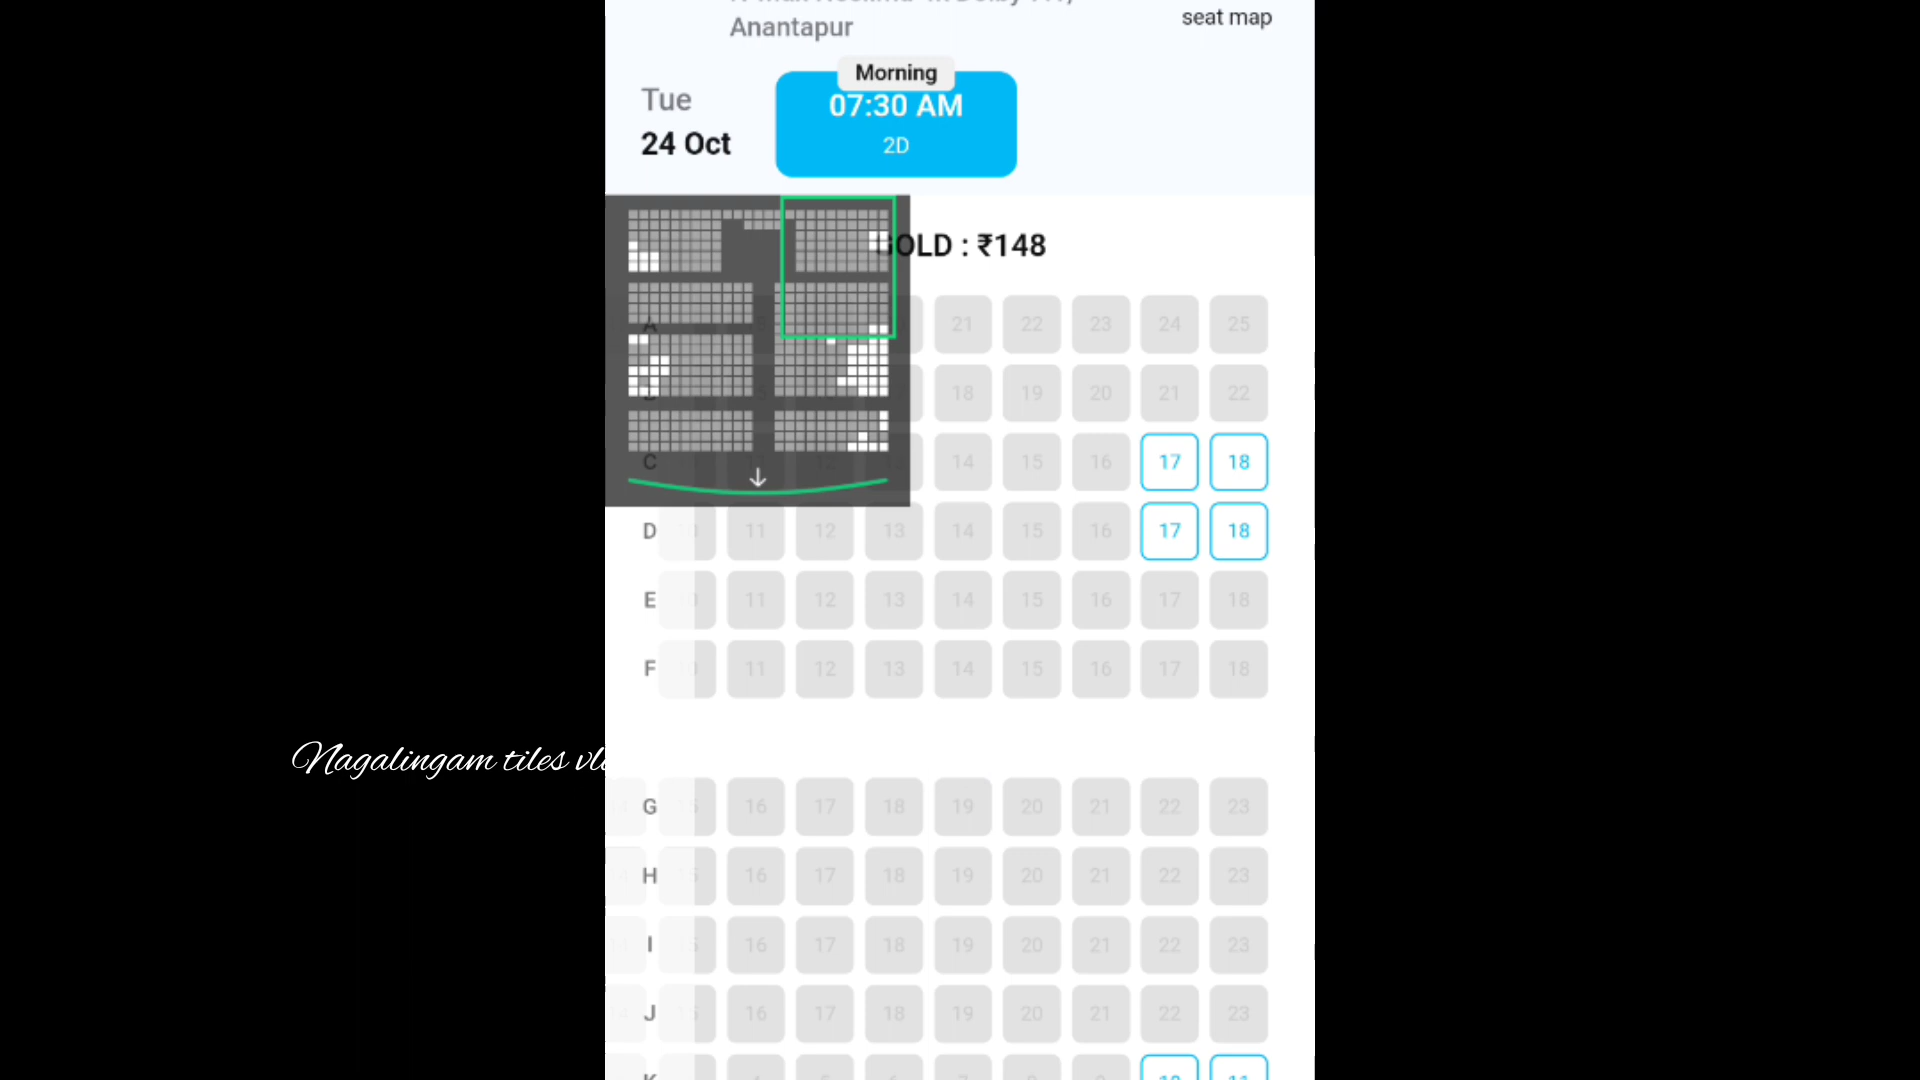 Anantapur
seat map
Morning
Tue
07:30 AM
24 Oct
2D
: ₹148
A 21 22 23 24 25
18 19 20 21 22
C 14 15 16 17 18
D 11 12 13 14 15 16 17 18
E 11 12 13 14 15 16 17 18
F 11 12 13 14 15 16 17 18
Nagalingam tiles
G 16 17 18 19 20 21 22 23
H 16 17 18 19 20 21 22 23
I 16 17 18 19 20 21 22 23
J 16 17 18 19 20 21 22 23